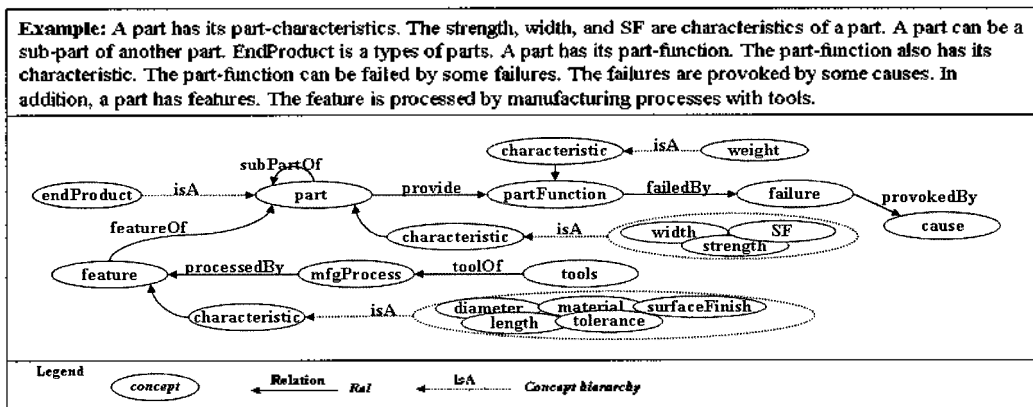 Example: A part has its part-characteristics. The strength, width, and SF are characteristics of a part. A part can be a
sub-part of another part. EndProduct is a types of parts. A part has its part-function. The part-function also has its
characteristic. The part-function can be failed by some failures. The failures are provoked by some causes. In
addition, a part has features. The feature is processed by manufacturing processes with tools.
characteristic isA weight
subPartOf
endProduct isA part provide partFunction failedBy failure provokedBy
featureOf characteristic isA width SF cause
strength
feature processedBy mfgProcess toolOf tools
characteristic isA diameter material surfaceFinish
length tolerance
Legend
concept Relation Rel IsA Concept hierarchy